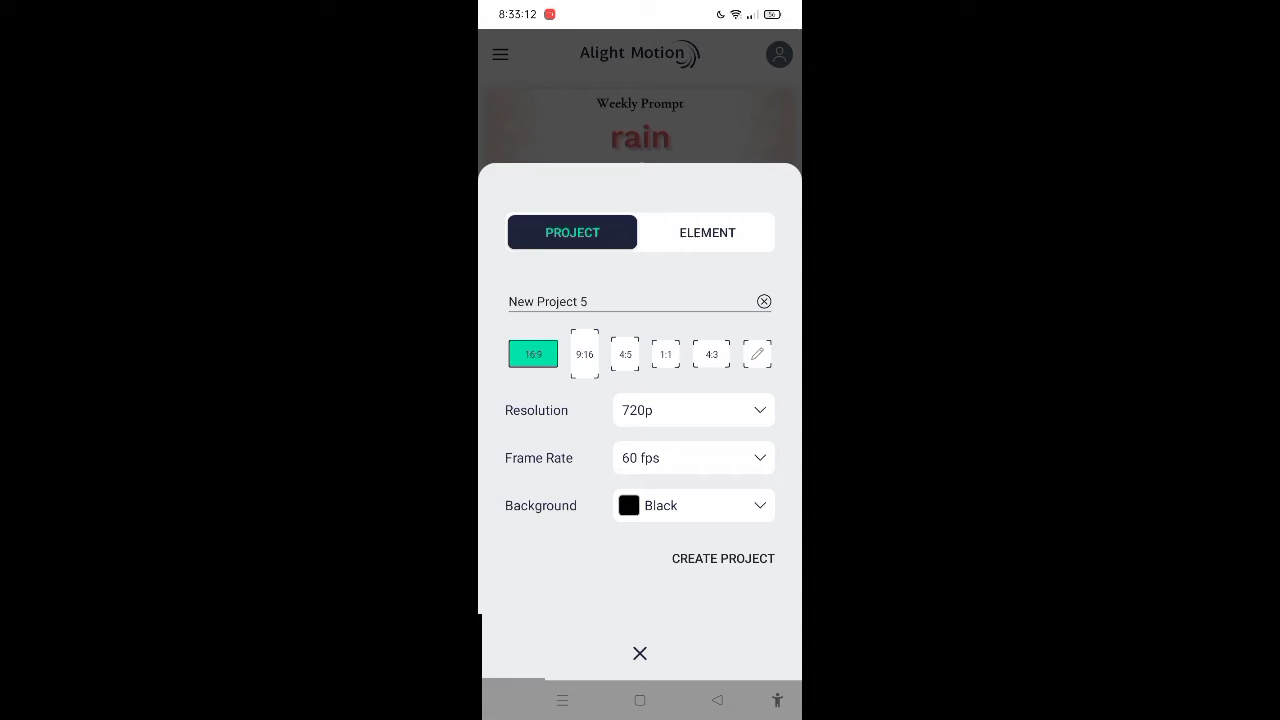 8:33:12
56
Alight Motion
Weekly Prompt
rain
PROJECT ELEMENT
New Project 5
16:9 9:16 4:5 1:1 4:3
Resolution 720p
Frame Rate 60 fps
Background Black
CREATE PROJECT